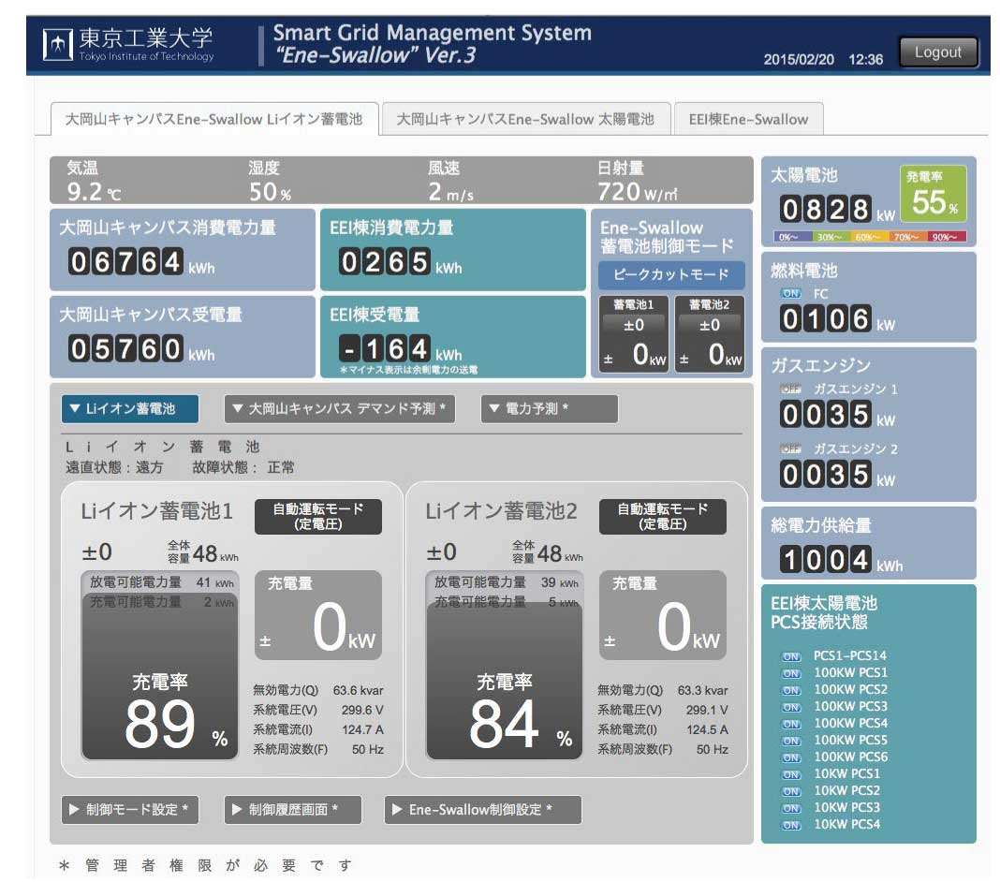 東京工業大学
Tokyo Institute of Technology
Smart Grid Management System
“Ene-Swallow” Ver.3
2015/02/20 12:36
Logout
大岡山キャンパスEne-Swallow Liイオン蓄電池
大岡山キャンパスEne-Swallow 太陽電池
EEI棟Ene-Swallow
気温
9.2 ℃
湿度
50 %
風速
2 m/s
日射量
720 W/㎡
大岡山キャンパス消費電力量
06764 kWh
EEI棟消費電力量
0265 kWh
大岡山キャンパス受電量
05760 kWh
EEI棟受電量
-164 kWh
*マイナス表示は余剰電力の送電
Ene-Swallow
蓄電池制御モード
ピークカットモード
蓄電池1
±0
± 0kW
蓄電池2
±0
± 0kW
太陽電池
0828 kW
発電率
55%
0%~ 30%~ 60%~ 70%~ 90%~
燃料電池
ON FC
0106 kW
ガスエンジン
OFF ガスエンジン 1
0035 kW
OFF ガスエンジン 2
0035 kW
総電力供給量
1004 kWh
EEI棟太陽電池
PCS接続状態
ON PCS1-PCS14
ON 100KW PCS1
ON 100KW PCS2
ON 100KW PCS3
ON 100KW PCS4
ON 100KW PCS5
ON 100KW PCS6
ON 10KW PCS1
ON 10KW PCS2
ON 10KW PCS3
ON 10KW PCS4
▼ Liイオン蓄電池
▼ 大岡山キャンパス デマンド予測 *
▼ 電力予測 *
Liイオン蓄電池
遠直状態：遠方 故障状態： 正常
Liイオン蓄電池1
自動運転モード
(定電圧)
±0
全体
容量 48 kWh
放電可能電力量 41 kWh
充電可能電力量 2 kWh
充電率
89 %
充電量
± 0kW
無効電力(Q) 63.6 kvar
系統電圧(V) 299.6 V
系統電流(I) 124.7 A
系統周波数(F) 50 Hz
Liイオン蓄電池2
自動運転モード
(定電圧)
±0
全体
容量 48 kWh
放電可能電力量 39 kWh
充電可能電力量 5 kWh
充電率
84 %
充電量
± 0kW
無効電力(Q) 63.3 kvar
系統電圧(V) 299.1 V
系統電流(I) 124.5 A
系統周波数(F) 50 Hz
▶ 制御モード設定 *
▶ 制御履歴画面 *
▶ Ene-Swallow制御設定 *
＊管理者権限が必要です